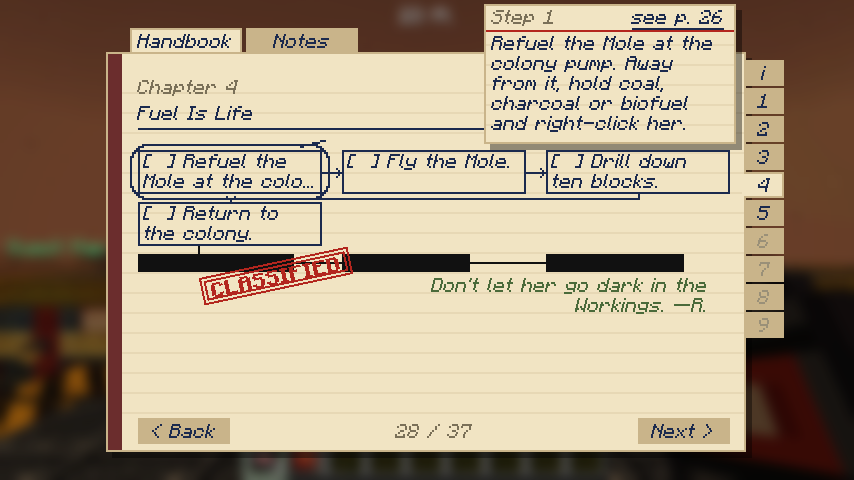 Step 1 see p. 26
Refuel the Mole at the
colony pump. Away
from it, hold coal,
charcoal or biofuel
and right-click her.
Handbook
Notes
Chapter 4
Fuel Is Life
[ ] Refuel the
Mole at the colo...
[ ] Fly the Mole.
[ ] Drill down
ten blocks.
[ ] Return to
the colony.
CLASSIFIED
Don't let her go dark in the
Workings. —R.
< Back
28 / 37
Next >
i
1
2
3
4
5
6
7
8
9